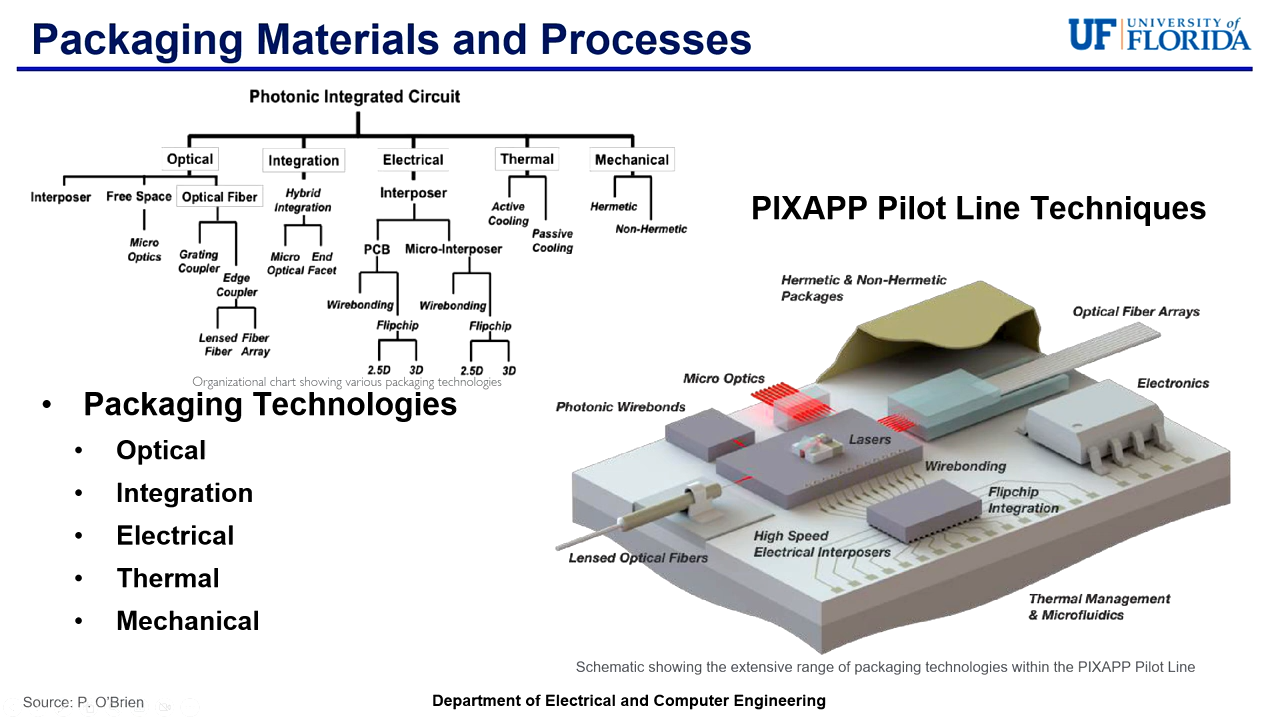 Packaging Materials and Processes
UF UNIVERSITY of
FLORIDA
Photonic Integrated Circuit
Optical Integration Electrical Thermal Mechanical
Interposer Free Space Optical Fiber
Micro
Optics
Grating
Coupler
Edge
Coupler
Lensed
Fiber
Fiber
Array
Hybrid
Integration
Micro
Optical
End
Facet
Interposer
PCB Micro-Interposer
Wirebonding
Flipchip
2.5D 3D
Wirebonding
Flipchip
2.5D 3D
Active
Cooling
Passive
Cooling
Hermetic
Non-Hermetic
Organizational chart showing various packaging technologies
• Packaging Technologies
• Optical
• Integration
• Electrical
• Thermal
• Mechanical
PIXAPP Pilot Line Techniques
Hermetic & Non-Hermetic
Packages
Optical Fiber Arrays
Micro Optics
Electronics
Photonic Wirebonds
Lasers
Wirebonding
Flipchip
Integration
High Speed
Electrical Interposers
Lensed Optical Fibers
Thermal Management
& Microfluidics
Schematic showing the extensive range of packaging technologies within the PIXAPP Pilot Line
Source: P. O'Brien
Department of Electrical and Computer Engineering